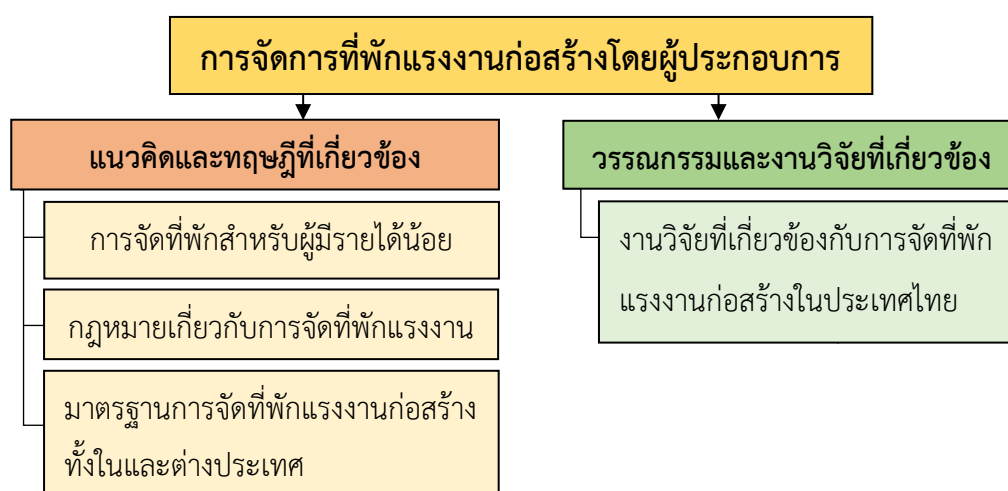 การจัดการที่พักแรงงานก่อสร้างโดยผู้ประกอบการ
แนวคิดและทฤษฎีที่เกี่ยวข้อง
การจัดที่พักสำหรับผู้มีรายได้น้อย
กฎหมายเกี่ยวกับการจัดที่พักแรงงาน
มาตรฐานการจัดที่พักแรงงานก่อสร้าง
ทั้งในและต่างประเทศ
วรรณกรรมและงานวิจัยที่เกี่ยวข้อง
งานวิจัยที่เกี่ยวข้องกับการจัดที่พัก
แรงงานก่อสร้างในประเทศไทย